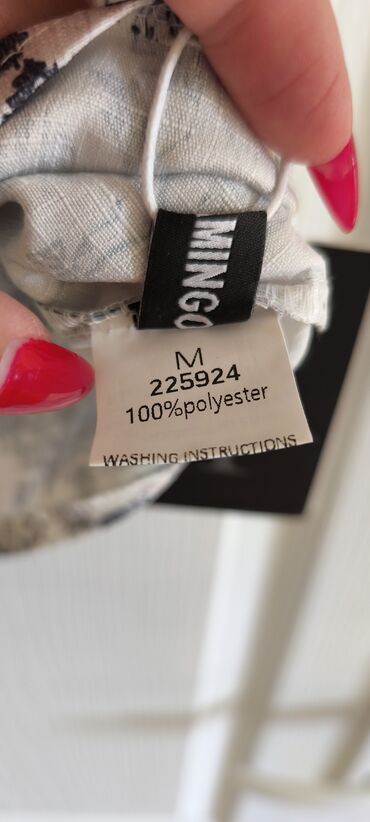 MINGO
M
225924
100%polyester
WASHING INSTRUCTIONS